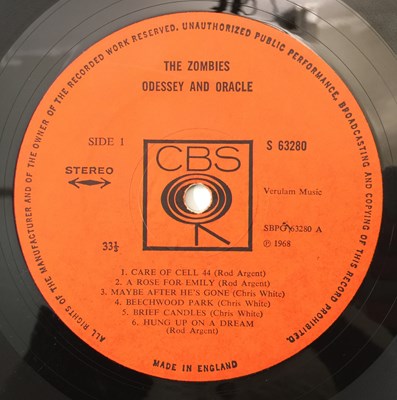 ALL RIGHTS OF THE MANUFACTURER AND OF THE OWNER OF THE RECORDED WORK RESERVED. UNAUTHORIZED PUBLIC PERFORMANCE, BROADCASTING AND COPYING OF THIS RECORD PROHIBITED.
THE ZOMBIES
ODESSEY AND ORACLE
SIDE 1
S 63280
CBS
STEREO
Verulam Music
33⅓
SBPG 63280 A
℗ 1968
1. CARE OF CELL 44 (Rod Argent)
2. A ROSE FOR EMILY (Rod Argent)
3. MAYBE AFTER HE'S GONE (Chris White)
4. BEECHWOOD PARK (Chris White)
5. BRIEF CANDLES (Chris White)
6. HUNG UP ON A DREAM
(Rod Argent)
MADE IN ENGLAND